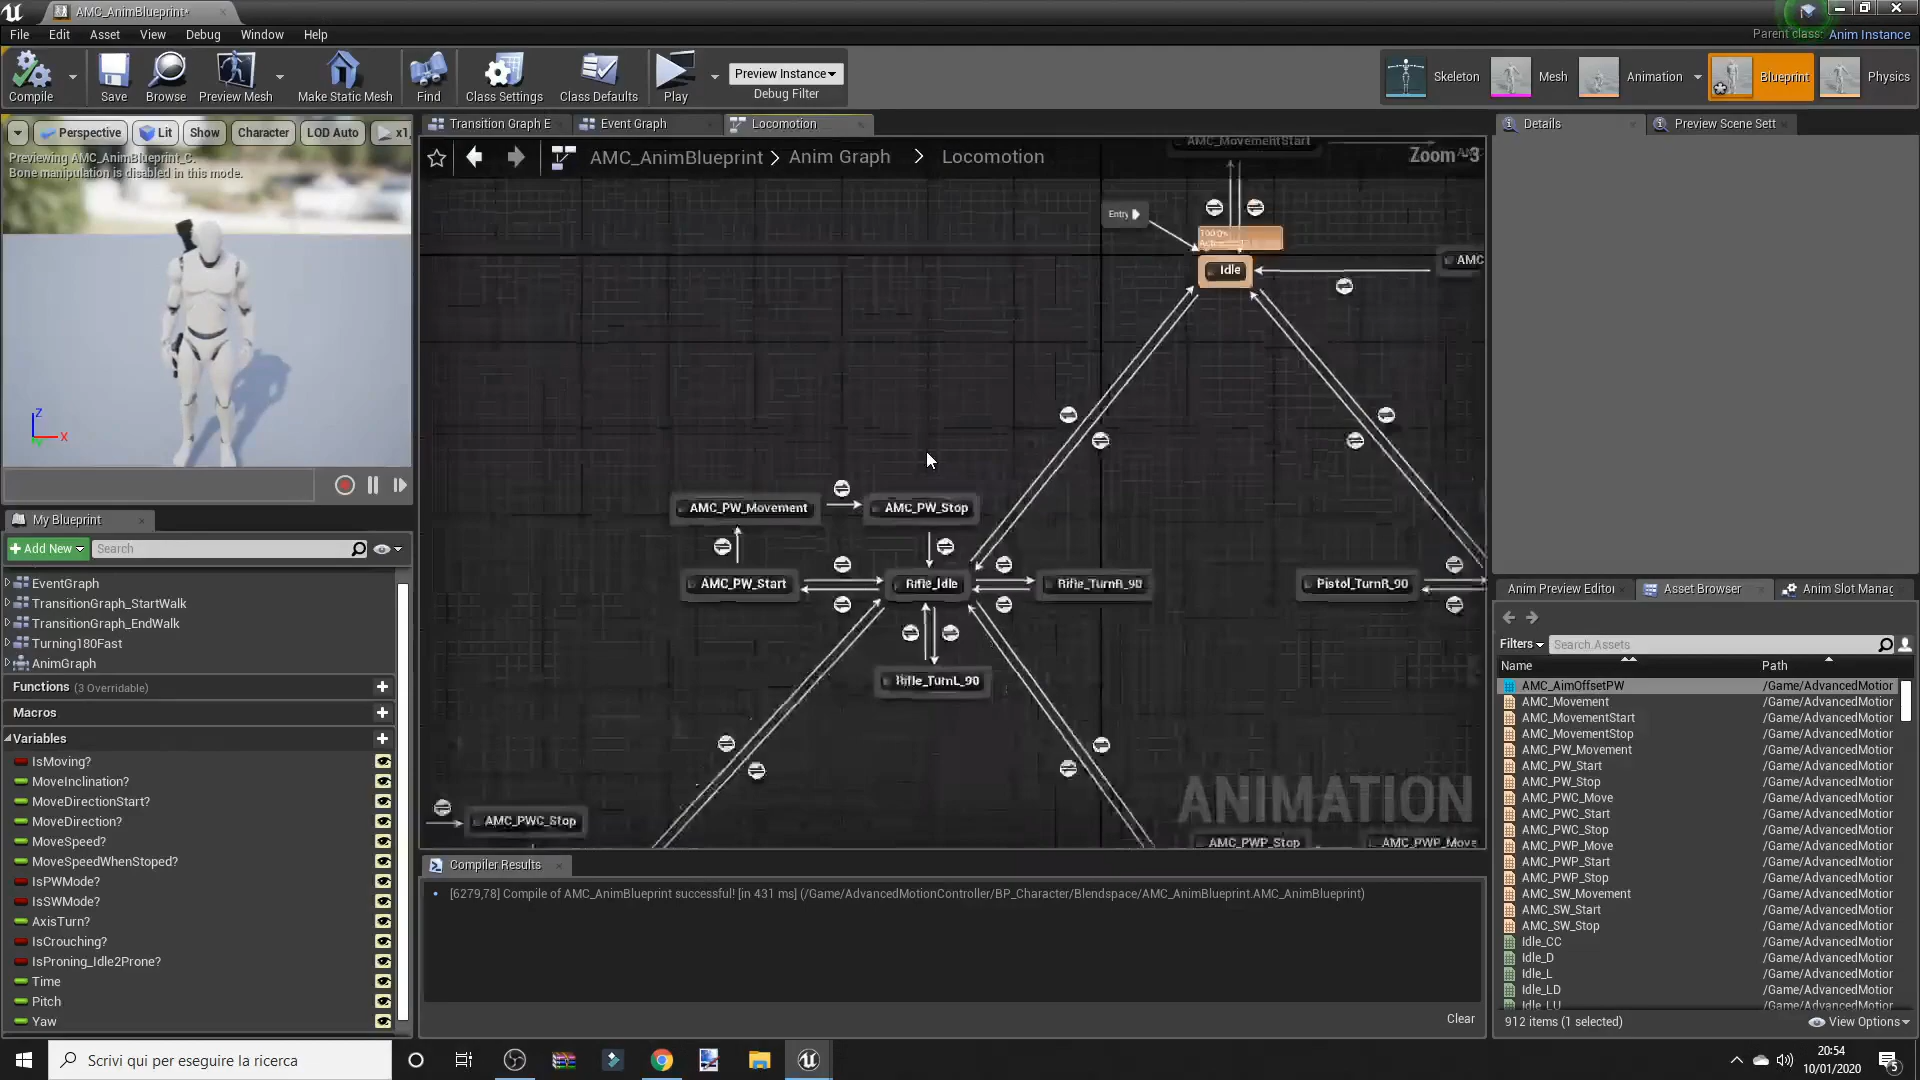 AMC_AnimBlueprint*
File Edit Asset View Debug Window Help
Parent class: Anim Instance
Compile Save Browse Preview Mesh Make Static Mesh Find Class Settings Class Defaults Play
Preview Instance
Debug Filter
Skeleton Mesh Animation Blueprint Physics
Perspective Lit Show Character LOD Auto x1,
Previewing AMC_AnimBlueprint_C.
Bone manipulation is disabled in this mode.
Z
X
Transition Graph E Event Graph Locomotion
AMC_AnimBlueprint > Anim Graph > Locomotion
Zoom -3
AMC_MovementStart
Entry
100.0%
Idle
AMC
AMC_PW_Movement
AMC_PW_Stop
AMC_PW_Start
Rifle_Idle
Rifle_TurnR_90
Pistol_TurnR_90
Rifle_TurnL_90
AMC_PWC_Stop
AMC_PWP_Stop
AMC_PWP_Move
ANIMATION
My Blueprint
Add New Search
EventGraph
TransitionGraph_StartWalk
TransitionGraph_EndWalk
Turning180Fast
AnimGraph
Functions (3 Overridable)
Macros
Variables
IsMoving?
MoveInclination?
MoveDirectionStart?
MoveDirection?
MoveSpeed?
MoveSpeedWhenStoped?
IsPWMode?
IsSWMode?
AxisTurn?
IsCrouching?
IsProning_Idle2Prone?
Time
Pitch
Yaw
Compiler Results
[6279,78] Compile of AMC_AnimBlueprint successful! [in 431 ms] (/Game/AdvancedMotionController/BP_Character/Blendspace/AMC_AnimBlueprint.AMC_AnimBlueprint)
Clear
Details Preview Scene Sett
Anim Preview Editor Asset Browser Anim Slot Manag
Filters Search Assets
Name Path
AMC_AimOffsetPW /Game/AdvancedMotior
AMC_Movement /Game/AdvancedMotior
AMC_MovementStart /Game/AdvancedMotior
AMC_MovementStop /Game/AdvancedMotior
AMC_PW_Movement /Game/AdvancedMotior
AMC_PW_Start /Game/AdvancedMotior
AMC_PW_Stop /Game/AdvancedMotior
AMC_PWC_Move /Game/AdvancedMotior
AMC_PWC_Start /Game/AdvancedMotior
AMC_PWC_Stop /Game/AdvancedMotior
AMC_PWP_Move /Game/AdvancedMotior
AMC_PWP_Start /Game/AdvancedMotior
AMC_PWP_Stop /Game/AdvancedMotior
AMC_SW_Movement /Game/AdvancedMotior
AMC_SW_Start /Game/AdvancedMotior
AMC_SW_Stop /Game/AdvancedMotior
Idle_CC /Game/AdvancedMotior
Idle_D /Game/AdvancedMotior
Idle_L /Game/AdvancedMotior
Idle_LD /Game/AdvancedMotior
Idle_LU /Game/AdvancedMotior
912 items (1 selected) View Options
Scrivi qui per eseguire la ricerca
20:54
10/01/2020
5